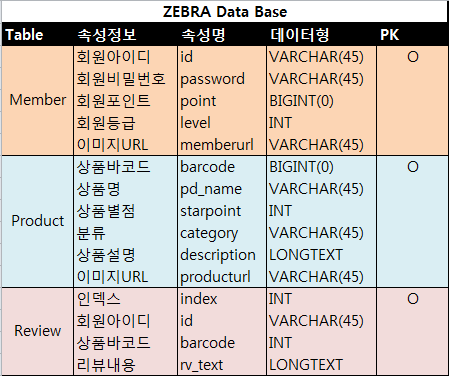 ZEBRA Data Base
Table 속성정보 속성명 데이터형 PK
Member 회원아이디 id VARCHAR(45) O
회원비밀번호 password VARCHAR(45)
회원포인트 point BIGINT(0)
회원등급 level INT
이미지URL memberurl VARCHAR(45)
Product 상품바코드 barcode BIGINT(0) O
상품명 pd_name VARCHAR(45)
상품별점 starpoint INT
분류 category VARCHAR(45)
상품설명 description LONGTEXT
이미지URL producturl VARCHAR(45)
Review 인덱스 index INT O
회원아이디 id VARCHAR(45)
상품바코드 barcode INT
리뷰내용 rv_text LONGTEXT